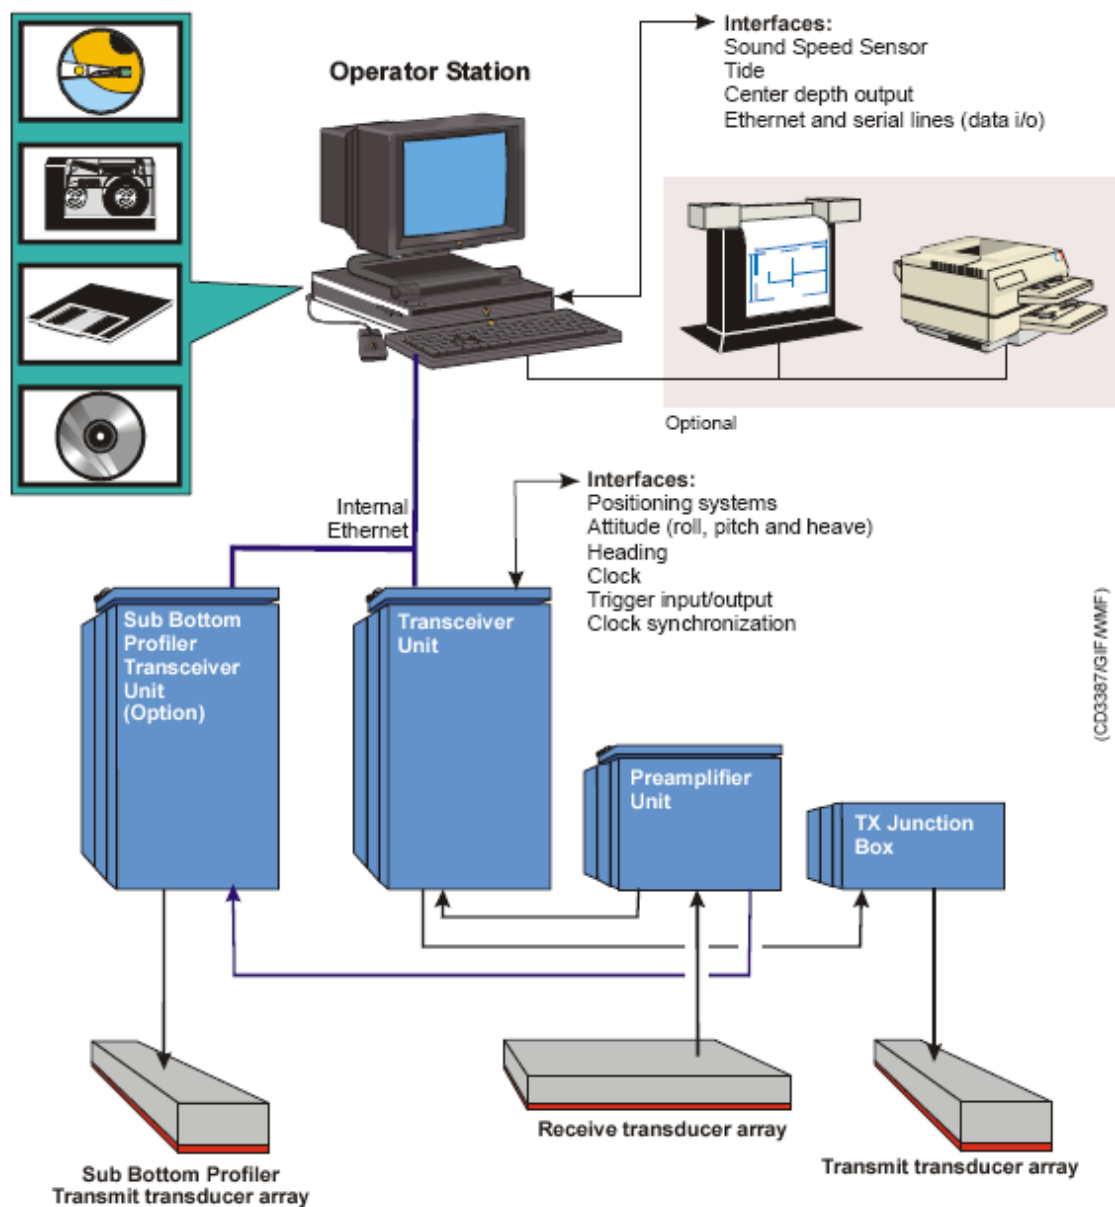 Interfaces:
Sound Speed Sensor
Tide
Center depth output
Ethernet and serial lines (data i/o)
Operator Station
Optional
Internal
Ethernet
Interfaces:
Positioning systems
Attitude (roll, pitch and heave)
Heading
Clock
Trigger input/output
Clock synchronization
Sub Bottom
Profiler
Transceiver
Unit
(Option)
Transceiver
Unit
Preamplifier
Unit
TX Junction
Box
(CD3387/GIF/WMF)
Receive transducer array
Transmit transducer array
Sub Bottom Profiler
Transmit transducer array